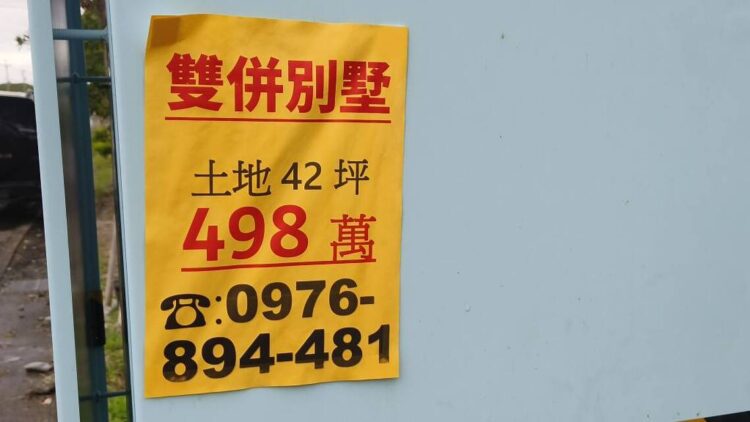 雙併別墅
土地 42 坪
498 萬
☎:0976-
894-481